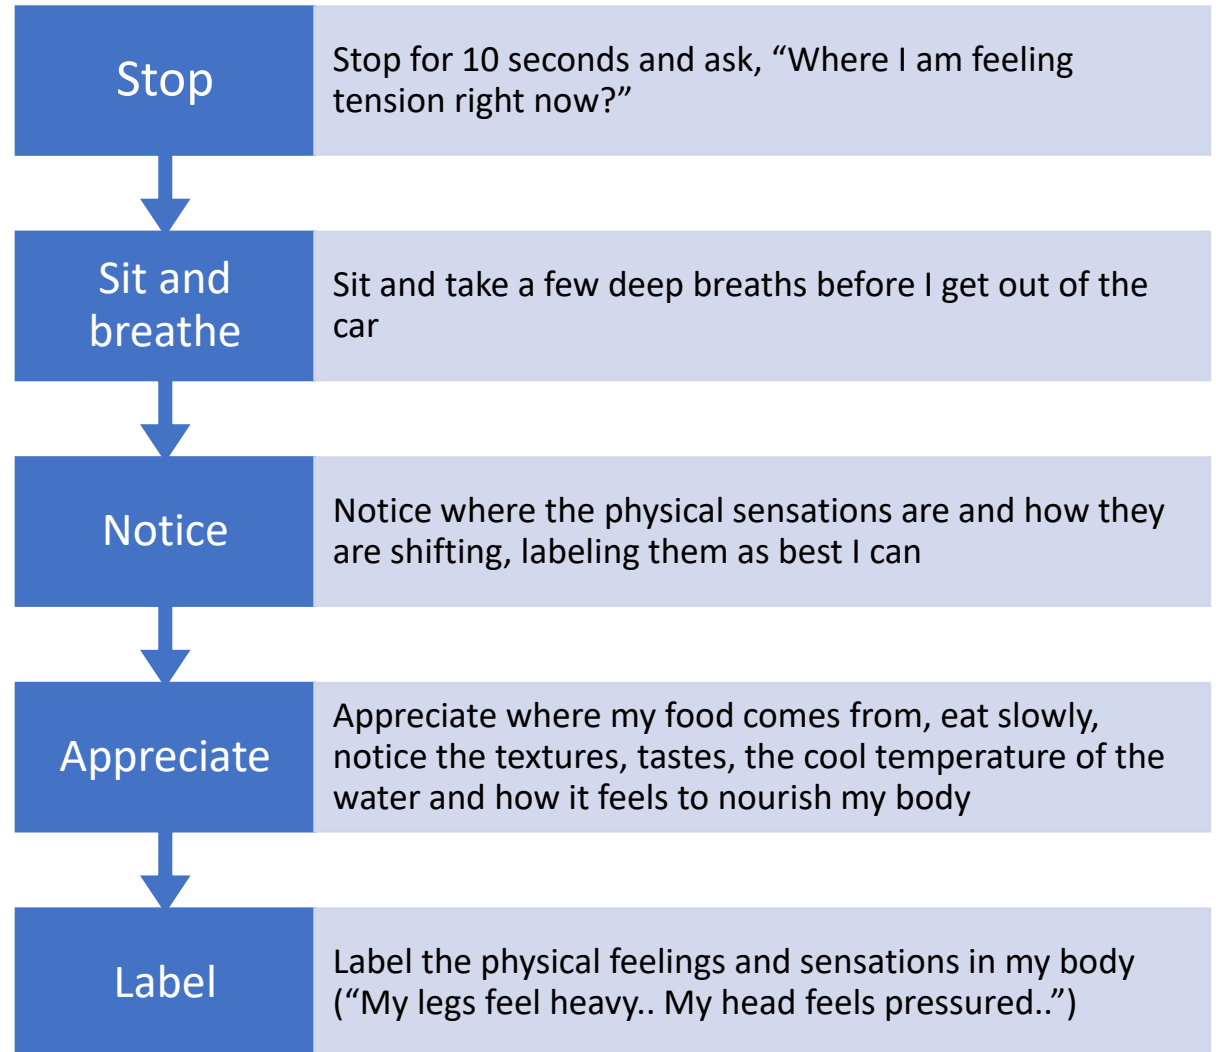 Stop
Stop for 10 seconds and ask, “Where I am feeling
tension right now?”
Sit and
breathe
Sit and take a few deep breaths before I get out of the
car
Notice
Notice where the physical sensations are and how they
are shifting, labeling them as best I can
Appreciate
Appreciate where my food comes from, eat slowly,
notice the textures, tastes, the cool temperature of the
water and how it feels to nourish my body
Label
Label the physical feelings and sensations in my body
(“My legs feel heavy.. My head feels pressured..”)